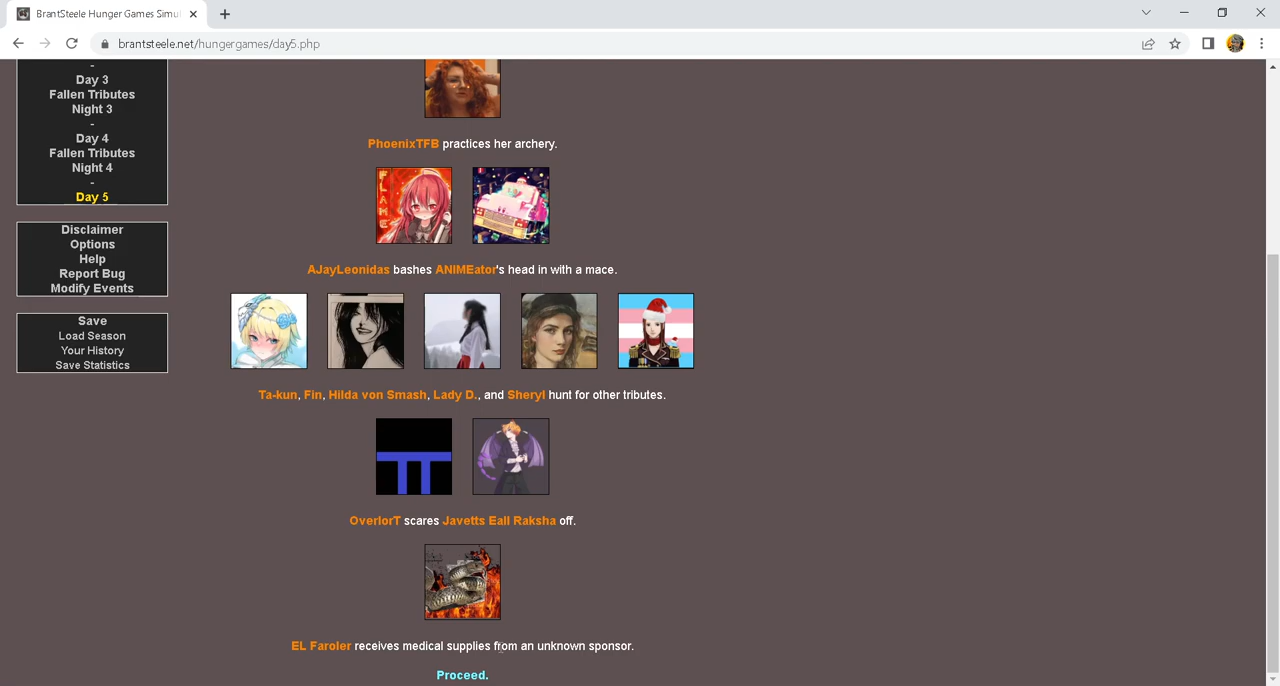 BrantSteele Hunger Games Simu
brantsteele.net/hungergames/day5.php
-
Day 3
Fallen Tributes
Night 3
-
Day 4
Fallen Tributes
Night 4
-
Day 5
Disclaimer
Options
Help
Report Bug
Modify Events
Save
Load Season
Your History
Save Statistics
PhoenixTFB practices her archery.
FLAME
AJayLeonidas bashes ANIMEator's head in with a mace.
Ta-kun, Fin, Hilda von Smash, Lady D., and Sheryl hunt for other tributes.
OverlorT scares Javetts Eall Raksha off.
EL Faroler receives medical supplies from an unknown sponsor.
Proceed.